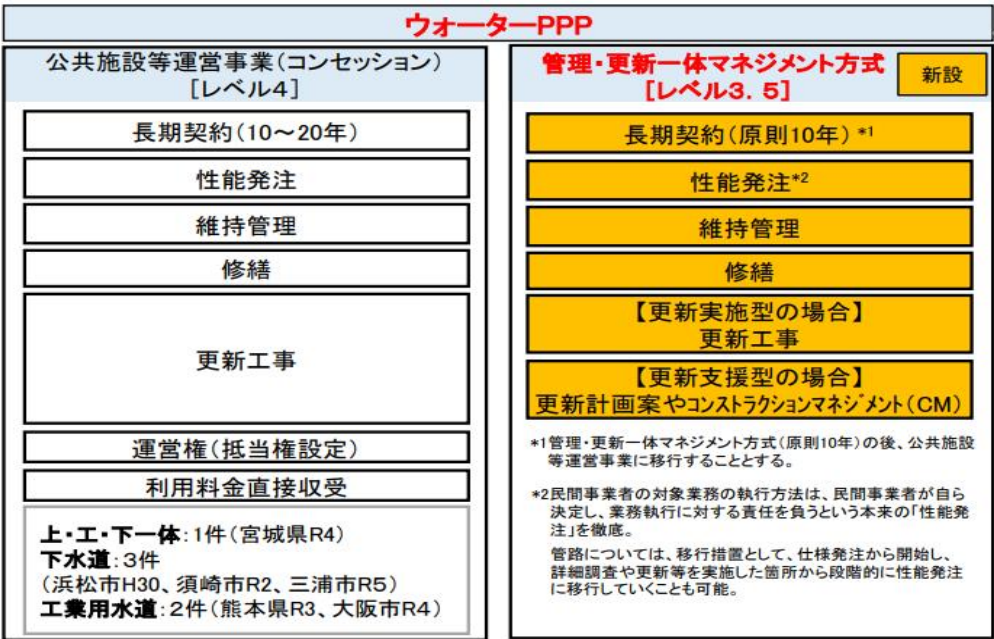 ウォーターPPP
公共施設等運営事業(コンセッション)
[レベル4]
長期契約(10～20年)
性能発注
維持管理
修繕
更新工事
運営権(抵当権設定)
利用料金直接収受
上・工・下一体:1件(宮城県R4)
下水道:3件
(浜松市H30、須崎市R2、三浦市R5)
工業用水道:2件(熊本県R3、大阪市R4)
管理・更新一体マネジメント方式
[レベル3．5]
新設
長期契約(原則10年)*1
性能発注*2
維持管理
修繕
【更新実施型の場合】
更新工事
【更新支援型の場合】
更新計画案やコンストラクションマネジメント(CM)
*1管理・更新一体マネジメント方式(原則10年)の後、公共施設
等運営事業に移行することとする。
*2民間事業者の対象業務の執行方法は、民間事業者が自ら
決定し、業務執行に対する責任を負うという本来の「性能発
注」を徹底。
管路については、移行措置として、仕様発注から開始し、
詳細調査や更新等を実施した箇所から段階的に性能発注
に移行していくことも可能。